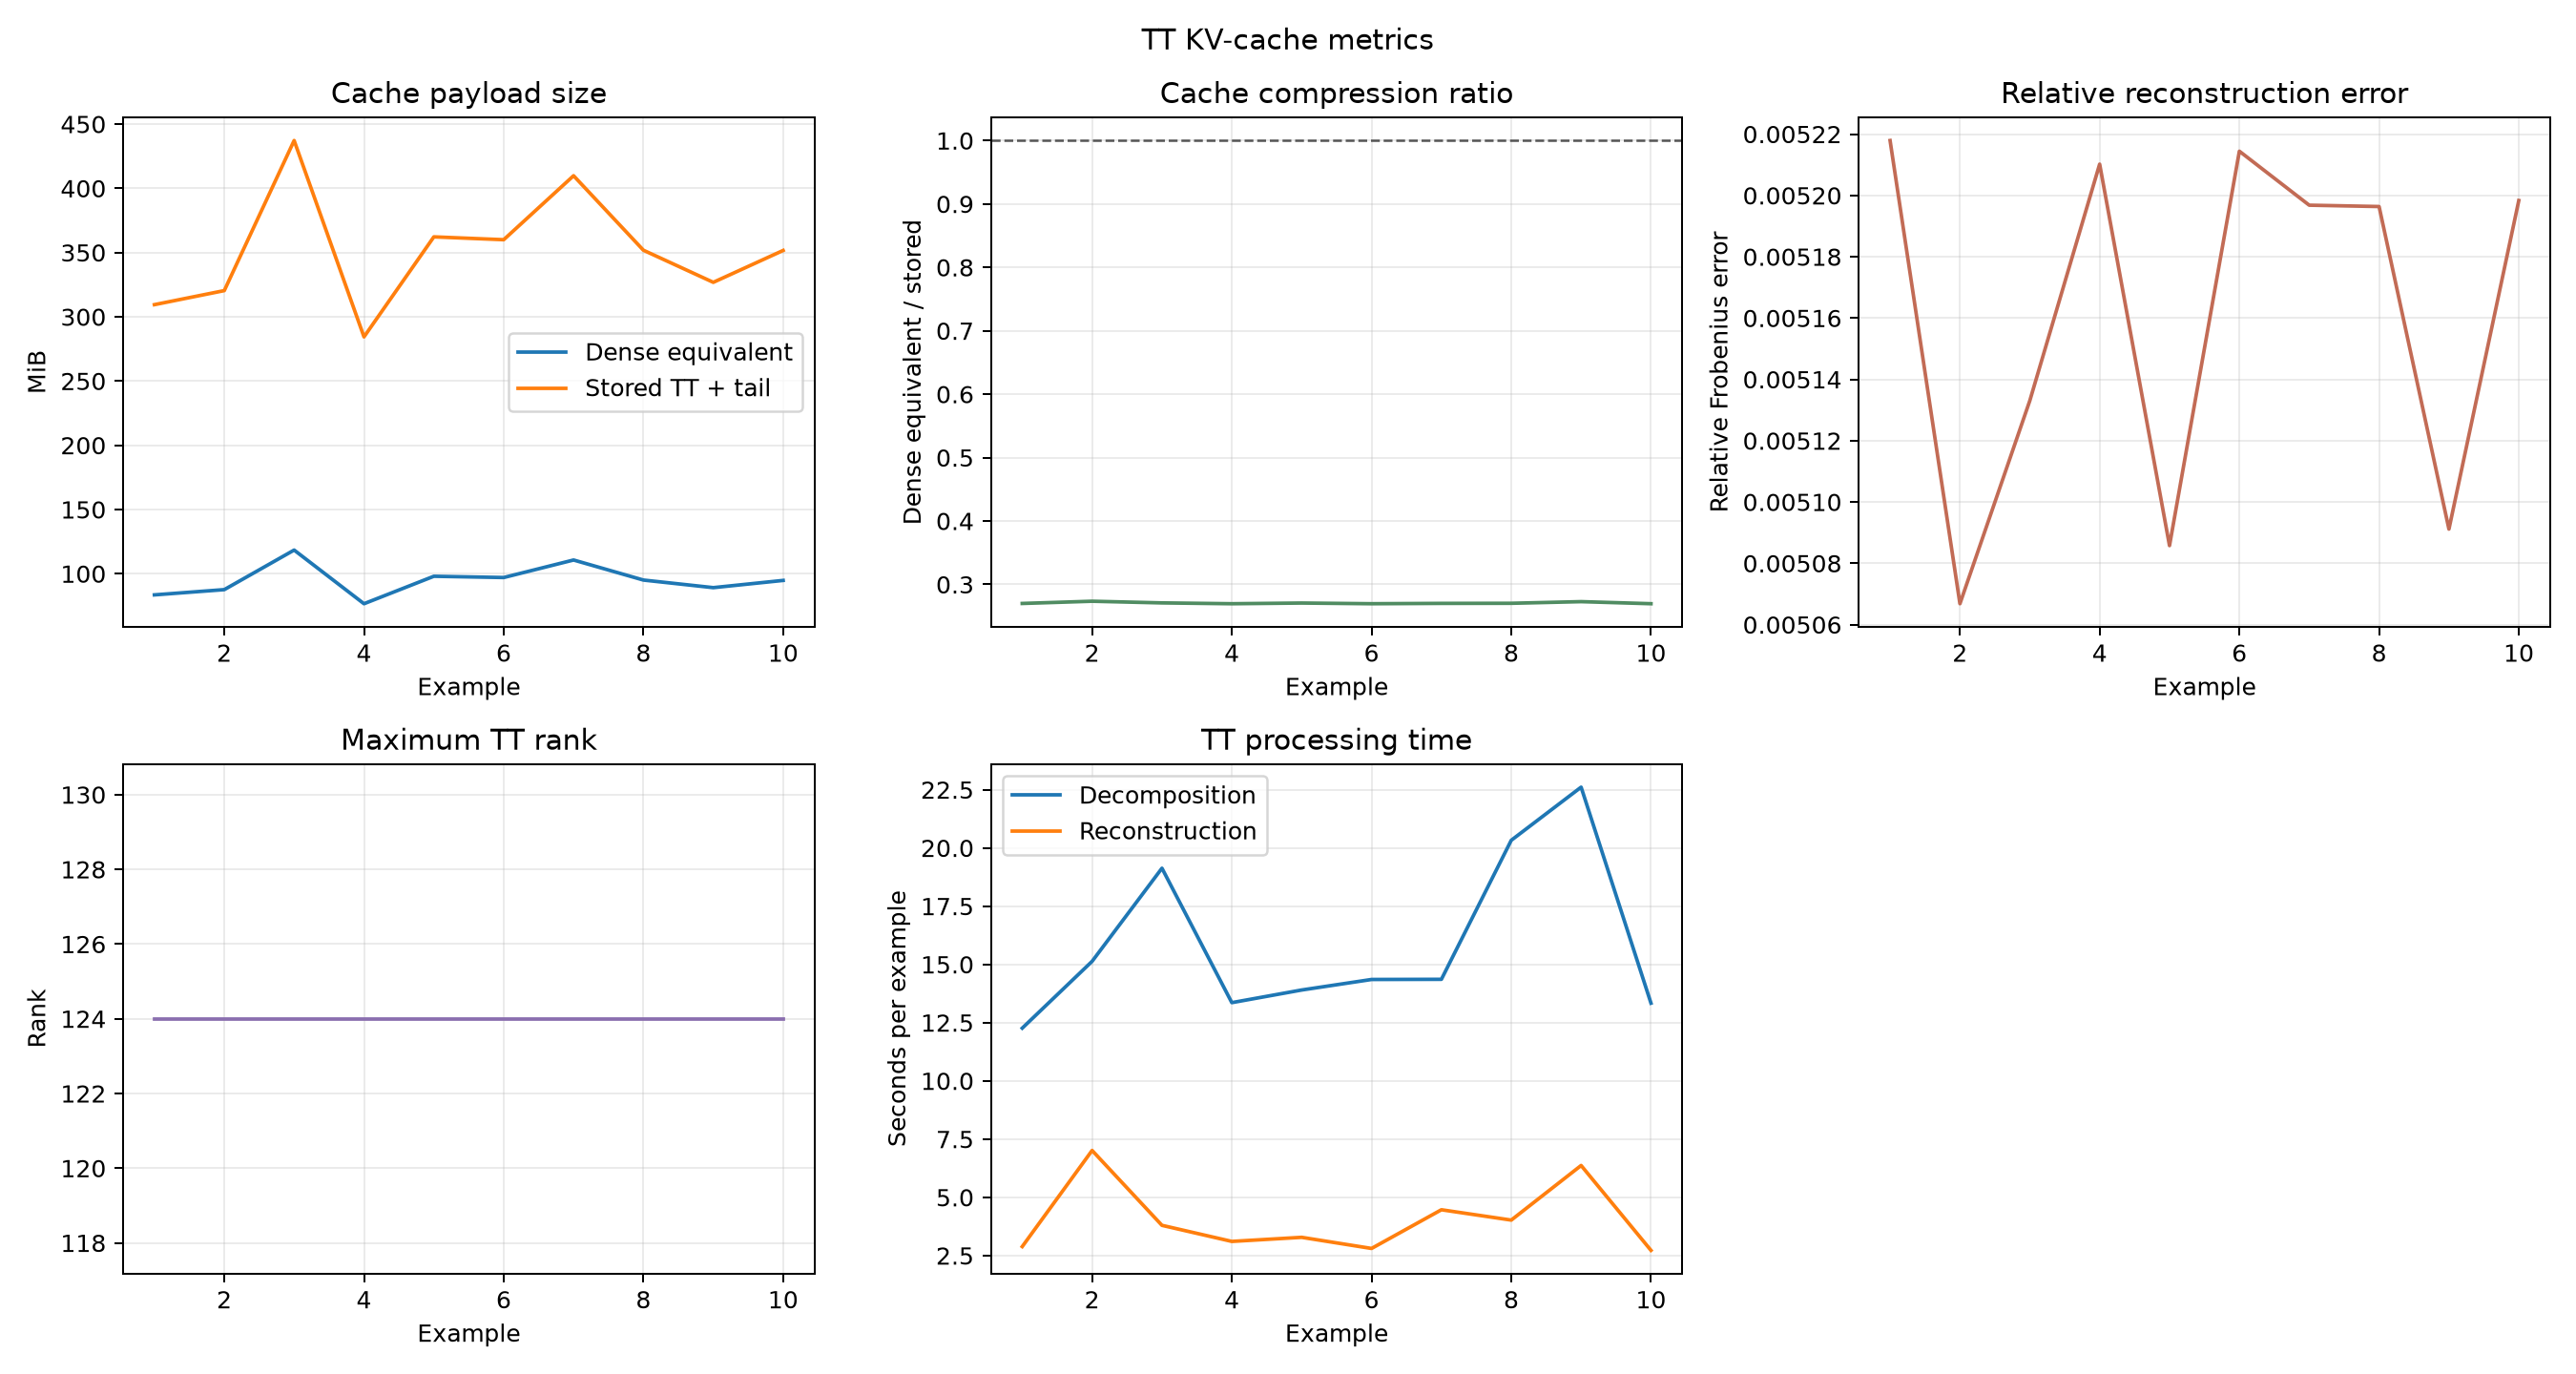 TT KV-cache metrics
Cache payload size
450
400
350
300
250
200
150
100
MiB
Dense equivalent
Stored TT + tail
2 4 6 8 10
Example
Cache compression ratio
1.0
0.9
0.8
0.7
0.6
0.5
0.4
0.3
Dense equivalent / stored
2 4 6 8 10
Example
Relative reconstruction error
0.00522
0.00520
0.00518
0.00516
0.00514
0.00512
0.00510
0.00508
0.00506
Relative Frobenius error
2 4 6 8 10
Example
Maximum TT rank
130
128
126
124
122
120
118
Rank
2 4 6 8 10
Example
TT processing time
22.5
20.0
17.5
15.0
12.5
10.0
7.5
5.0
2.5
Seconds per example
Decomposition
Reconstruction
2 4 6 8 10
Example